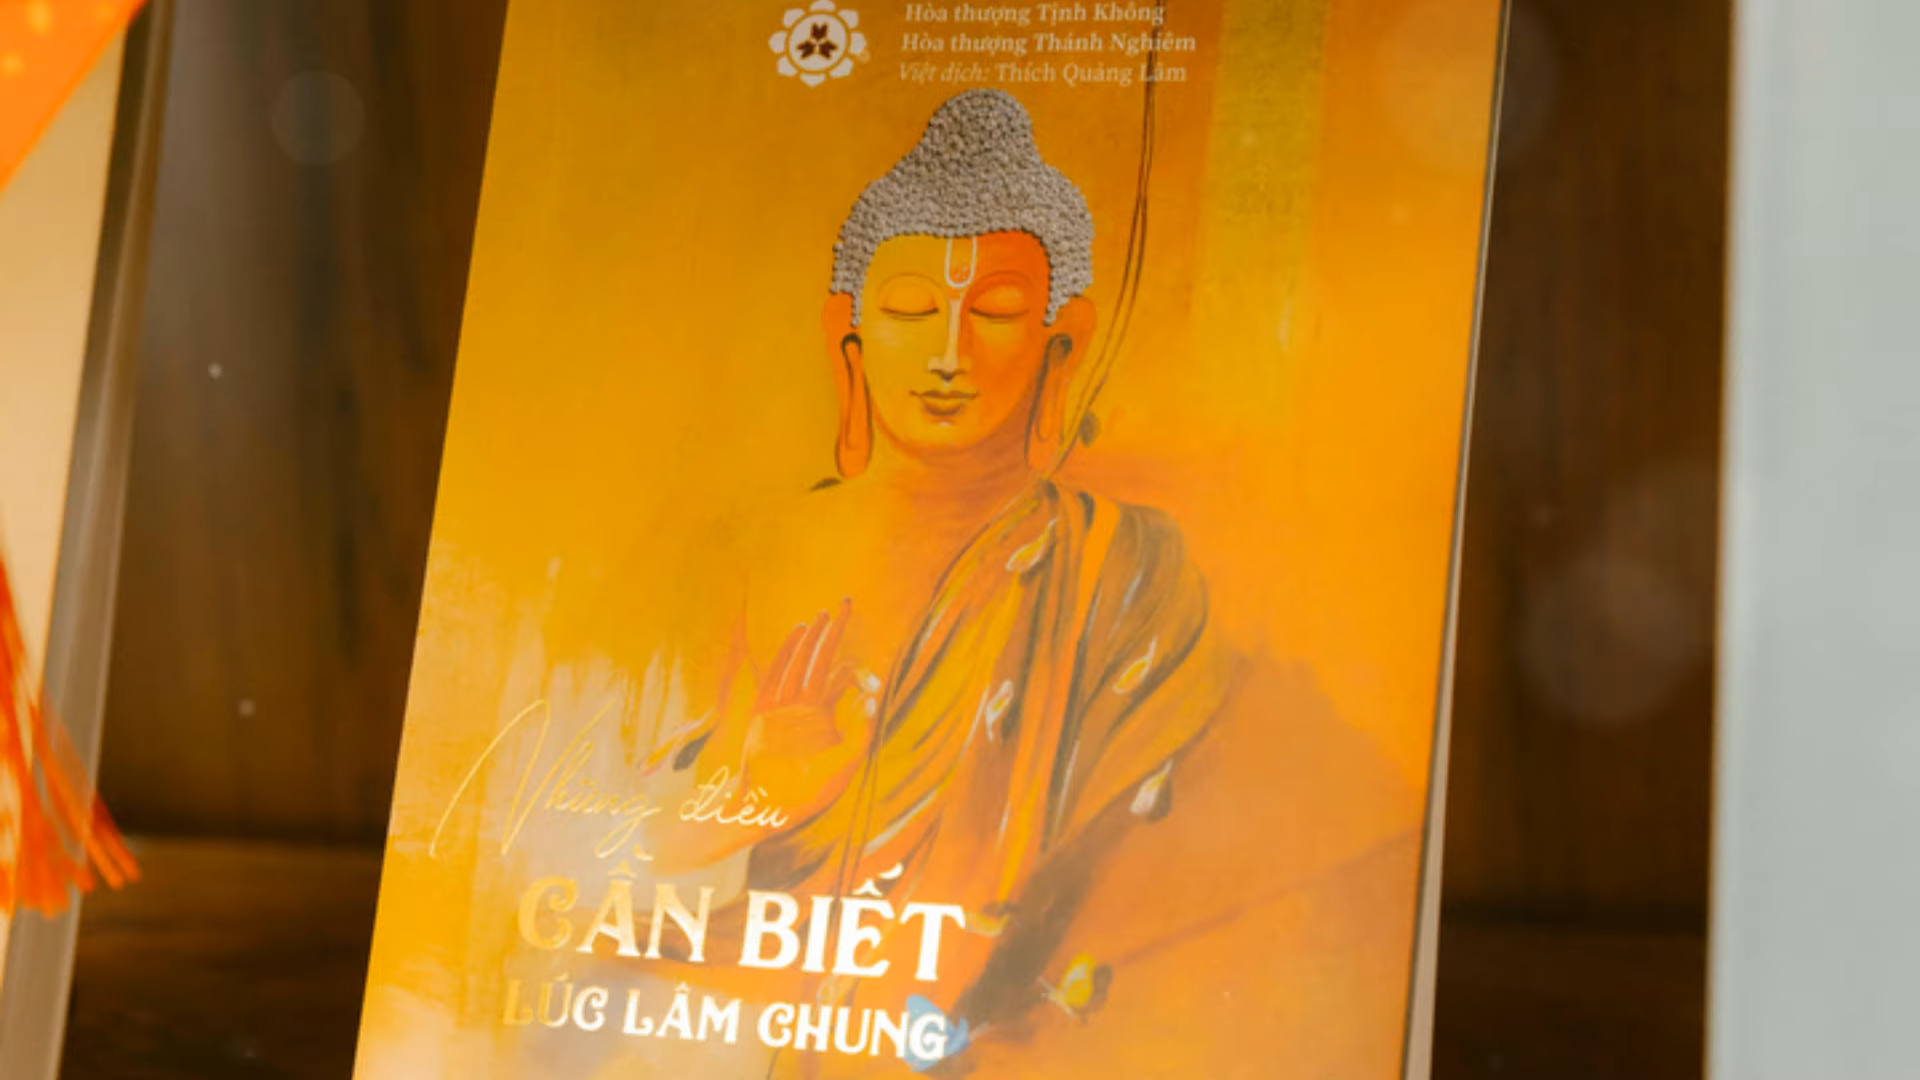 Hòa thượng Tịnh Không
Hòa thượng Thánh Nghiêm
Việt dịch: Thích Quảng Lâm
Những điều
CẦN BIẾT
LÚC LÂM CHUNG